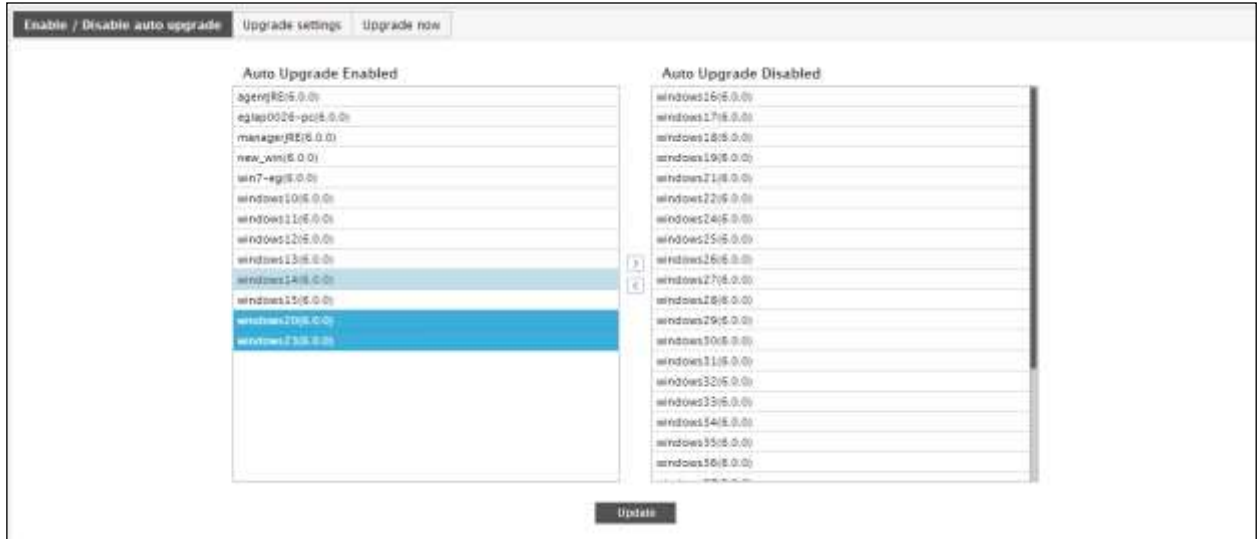 Enable / Disable auto upgrade Upgrade settings Upgrade now
Auto Upgrade Enabled
agentJRE(6.0.0)
eglap0026-pc(6.0.0)
managerJRE(6.0.0)
new_win(6.0.0)
win7-eg(6.0.0)
windows10(6.0.0)
windows11(6.0.0)
windows12(6.0.0)
windows13(6.0.0)
windows14(6.0.0)
windows15(6.0.0)
windows20(6.0.0)
windows23(6.0.0)
>
<
Auto Upgrade Disabled
windows16(6.0.0)
windows17(6.0.0)
windows18(6.0.0)
windows19(6.0.0)
windows21(6.0.0)
windows22(6.0.0)
windows24(6.0.0)
windows25(6.0.0)
windows26(6.0.0)
windows27(6.0.0)
windows28(6.0.0)
windows29(6.0.0)
windows30(6.0.0)
windows31(6.0.0)
windows32(6.0.0)
windows33(6.0.0)
windows34(6.0.0)
windows35(6.0.0)
windows36(6.0.0)
Update